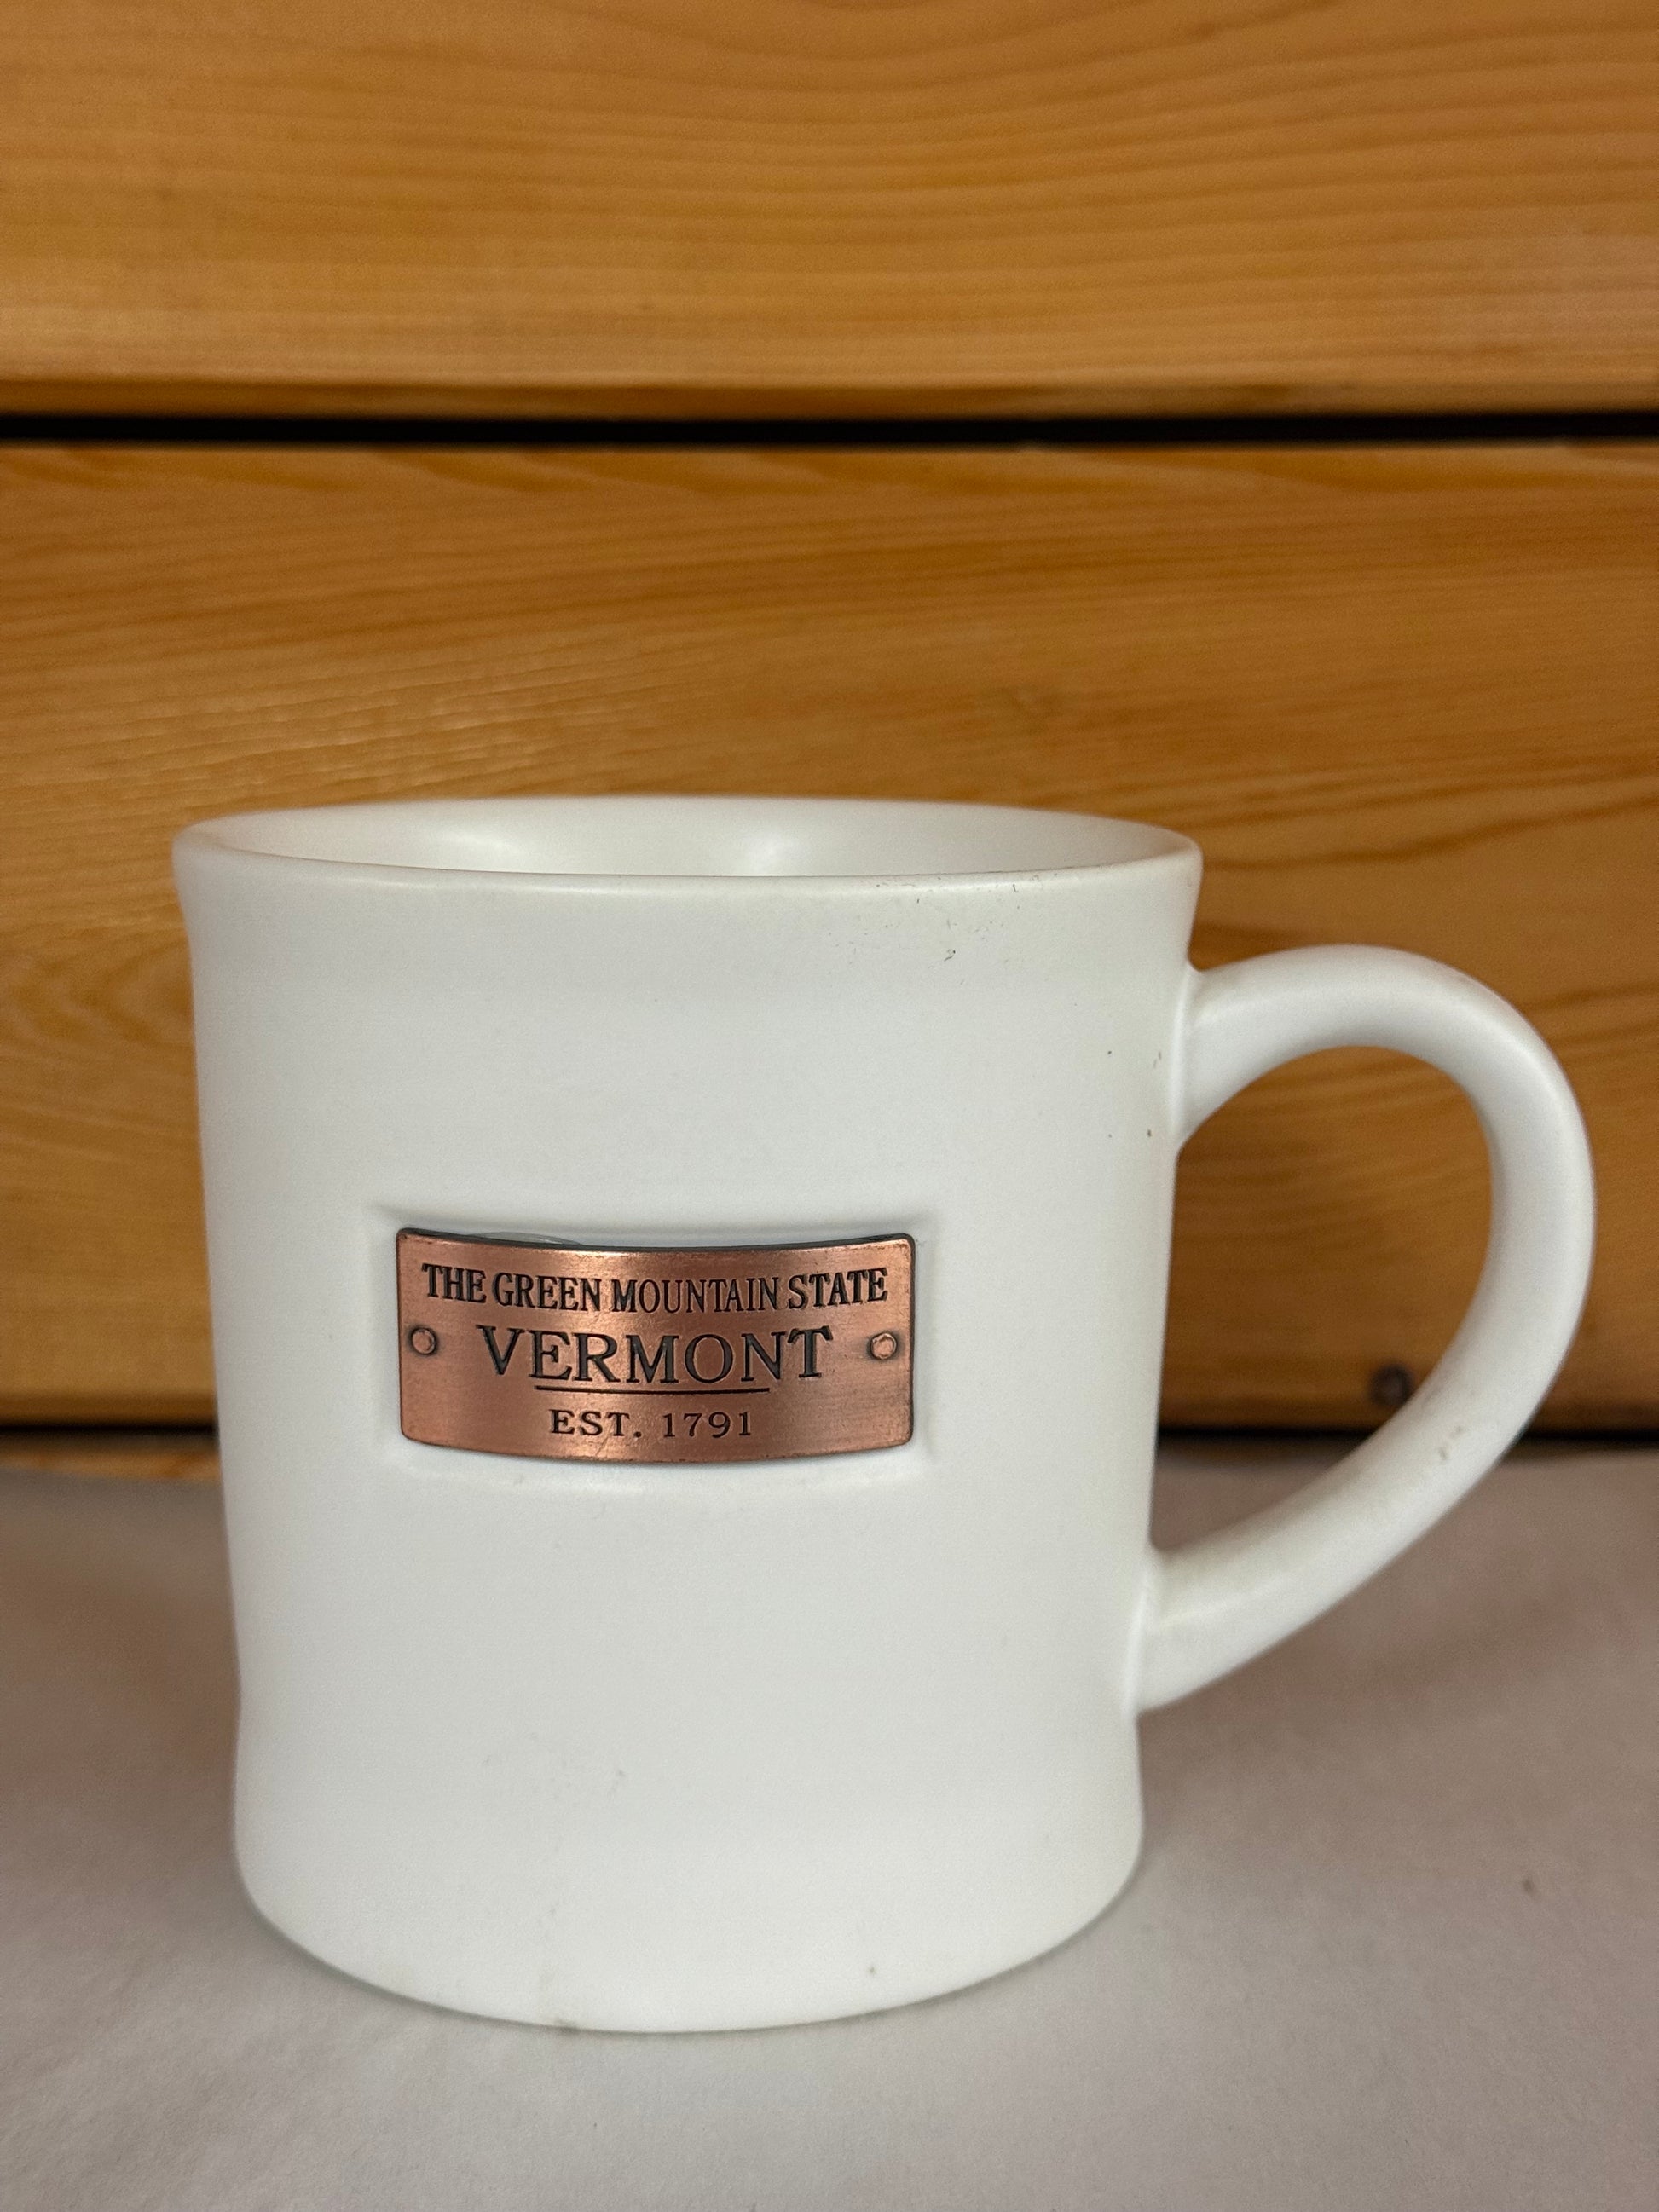 THE GREEN MOUNTAIN STATE
VERMONT
EST. 1791